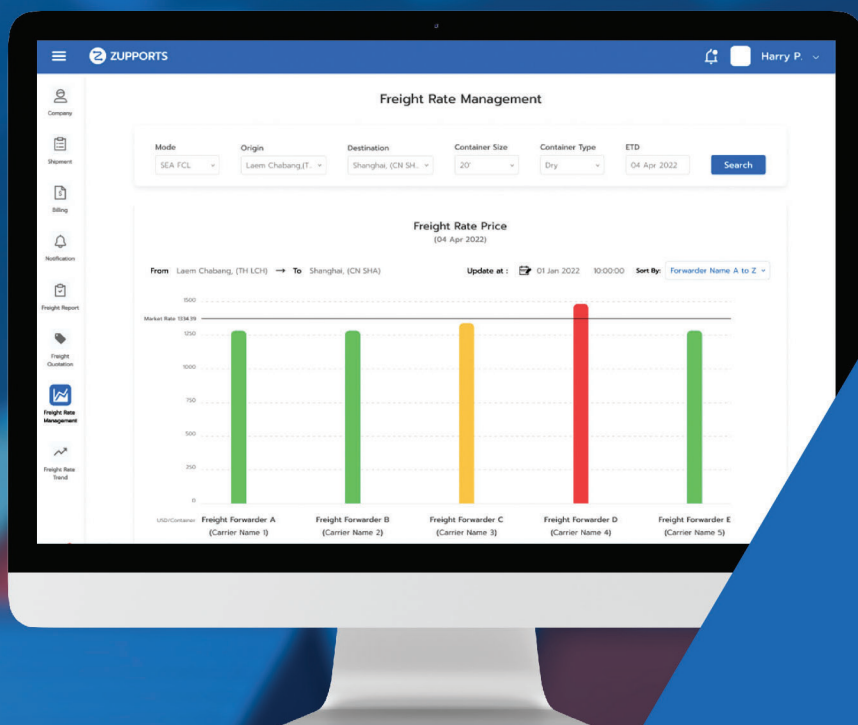 ZUPPORTS
Harry P.
Company
Shipment
Billing
Notification
Freight Report
Freight
Quotation
Freight Rate
Management
Freight Rate
Trend
Freight Rate Management
Mode Origin Destination Container Size Container Type ETD
SEA FCL Laem Chabang,(T.. Shanghai, (CN SH.. 20' Dry 04 Apr 2022 Search
Freight Rate Price
(04 Apr 2022)
From Laem Chabang, (TH LCH) → To Shanghai, (CN SHA) Update at : 01 Jan 2022 10:00:00 Sort By: Forwarder Name A to Z
1500
Market Rate 1334.39
1250
1000
750
500
250
0
USD/Container Freight Forwarder A Freight Forwarder B Freight Forwarder C Freight Forwarder D Freight Forwarder E
(Carrier Name 1) (Carrier Name 2) (Carrier Name 3) (Carrier Name 4) (Carrier Name 5)